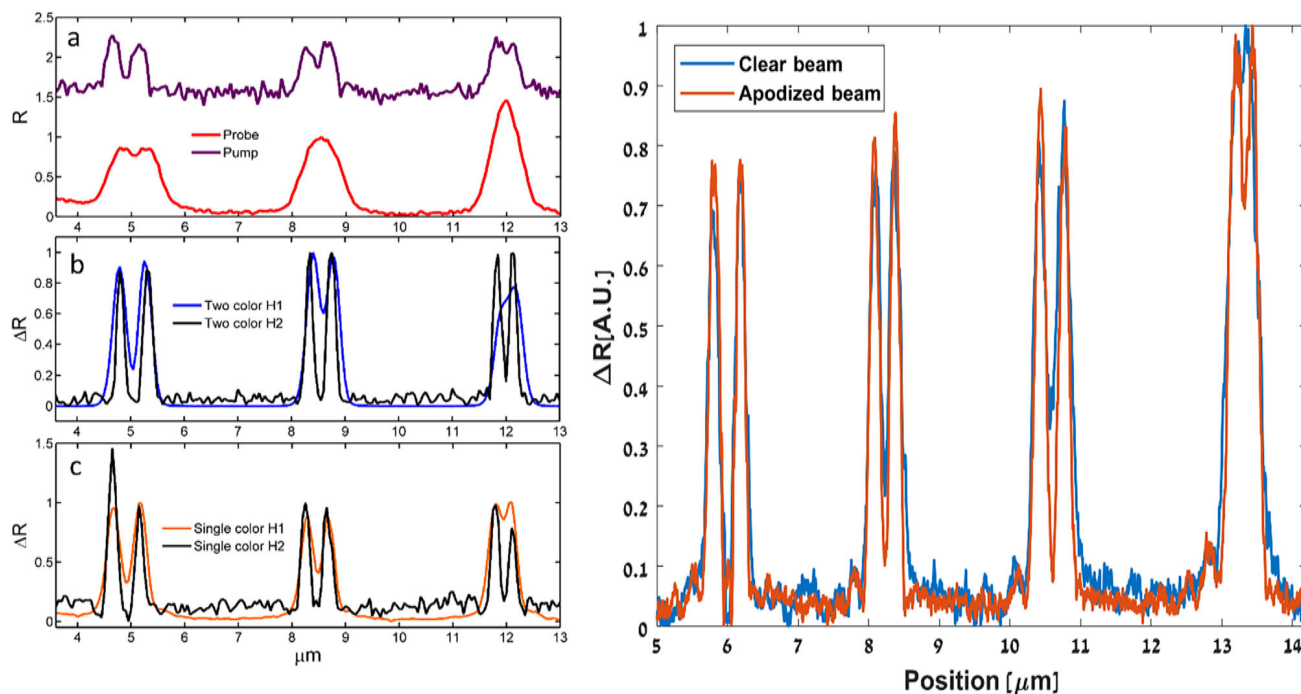 2.5
a
2
1.5
R
1
Probe
Pump
0.5
0
4 5 6 7 8 9 10 11 12 13
b
1
0.8
0.6
Two color H1
Two color H2
ΔR
0.4
0.2
0
4 5 6 7 8 9 10 11 12 13
1.5
c
1
Single color H1
Single color H2
ΔR
0.5
0
4 5 6 7 8 9 10 11 12 13
μm
1
Clear beam
Apodized beam
0.9
0.8
0.7
0.6
0.5
ΔR[A.U.]
0.4
0.3
0.2
0.1
0
5 6 7 8 9 10 11 12 13 14
Position [μm]